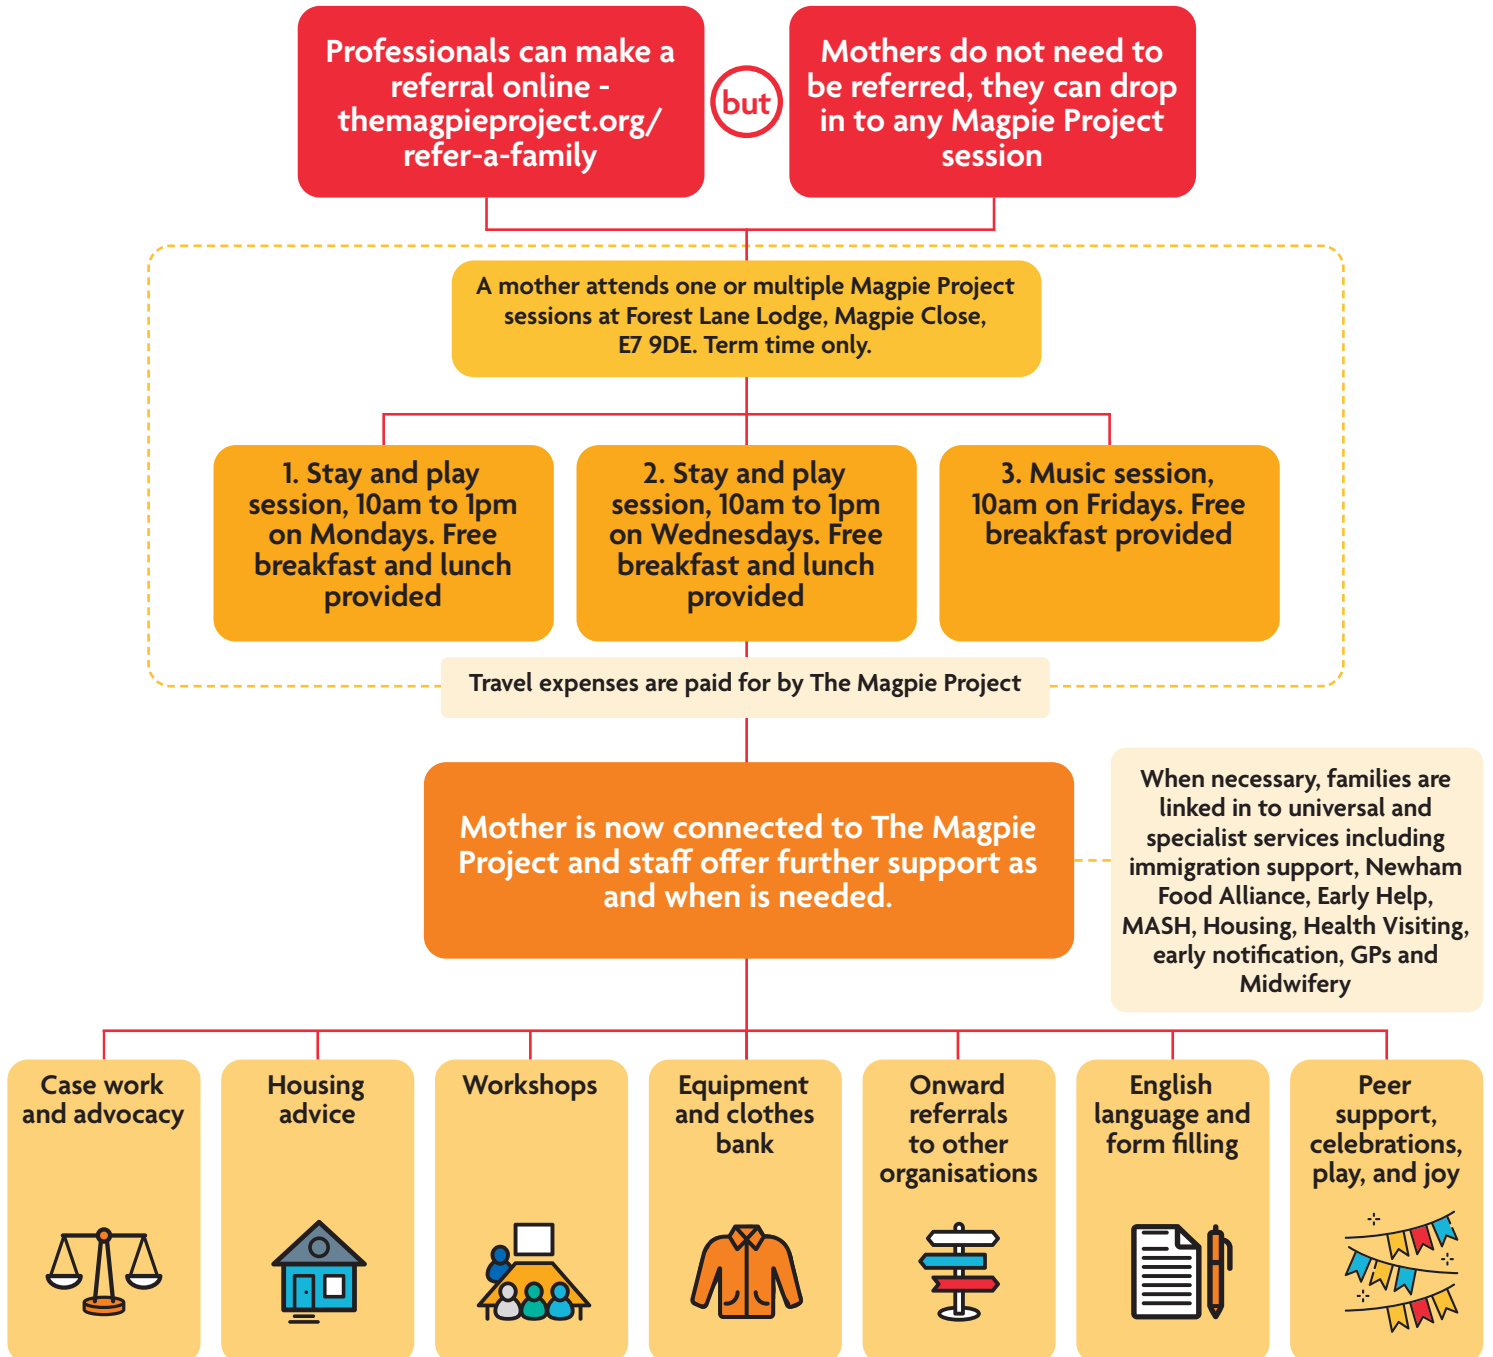 Professionals can make a
referral online -
themagpieproject.org/
refer-a-family
but
Mothers do not need to
be referred, they can drop
in to any Magpie Project
session
A mother attends one or multiple Magpie Project
sessions at Forest Lane Lodge, Magpie Close,
E7 9DE. Term time only.
1. Stay and play
session, 10am to 1pm
on Mondays. Free
breakfast and lunch
provided
2. Stay and play
session, 10am to 1pm
on Wednesdays. Free
breakfast and lunch
provided
3. Music session,
10am on Fridays. Free
breakfast provided
Travel expenses are paid for by The Magpie Project
Mother is now connected to The Magpie
Project and staff offer further support as
and when is needed.
When necessary, families are
linked in to universal and
specialist services including
immigration support, Newham
Food Alliance, Early Help,
MASH, Housing, Health Visiting,
early notification, GPs and
Midwifery
Case work
and advocacy
Housing
advice
Workshops
Equipment
and clothes
bank
Onward
referrals
to other
organisations
English
language and
form filling
Peer
support,
celebrations,
play, and joy